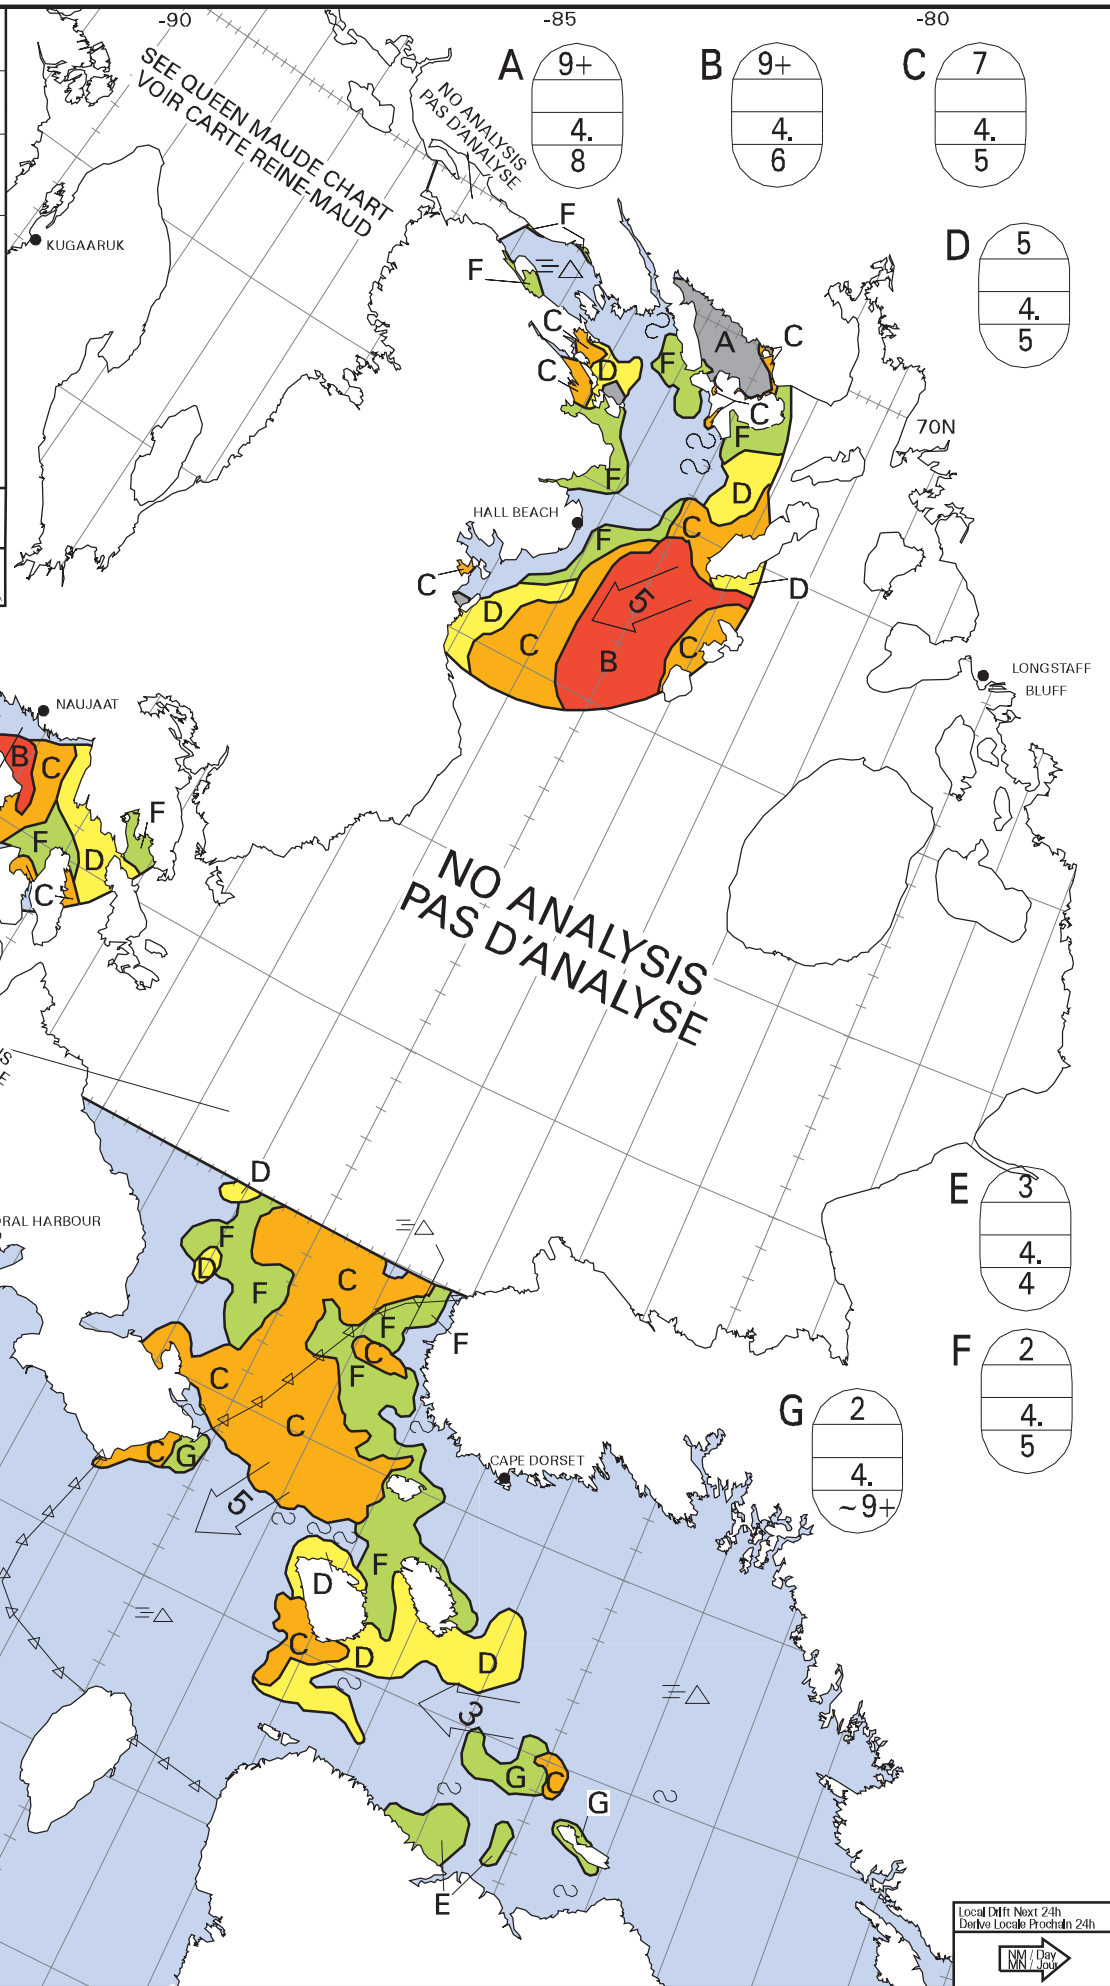 -90
-85
-80
SEE QUEEN MAUDE CHART
VOIR CARTE REINE-MAUD
NO ANALYSIS
PAS D'ANALYSE
A
9+
4.
8
B
9+
4.
6
C
7
4.
5
D
5
4.
5
KUGAARUK
F
F
C
C
D
F
A
C
C
F
70N
F
D
HALL BEACH
F
C
C
D
D
5
C
B
C
LONGSTAFF
BLUFF
NAUJAAT
B
C
F
F
D
C
NO ANALYSIS
PAS D'ANALYSE
S
E
D
RAL HARBOUR
F
D
F
C
F
F
C
F
C
C
C
G
5
CAPE DORSET
E
3
4.
4
F
2
4.
5
G
2
4.
~9+
F
D
C
D
D
3
G
C
G
E
Local Drift Next 24h
Derive Locale Prochain 24h
NM / Day
MN / Jour